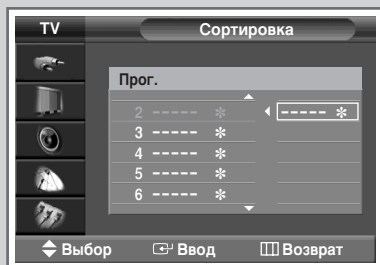 TV Сортировка
Прог.
2 ----- ✻ ----- ✻
3 ----- ✻
4 ----- ✻
5 ----- ✻
6 ----- ✻
Выбор Ввод Возврат